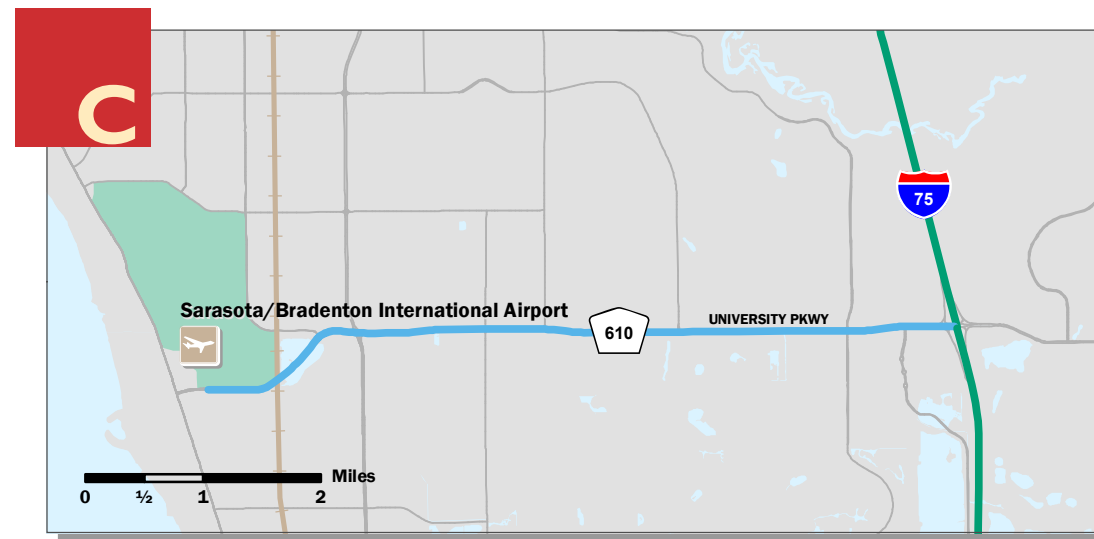 C
75
Sarasota/Bradenton International Airport
UNIVERSITY PKWY
610
Miles
0 ½ 1 2